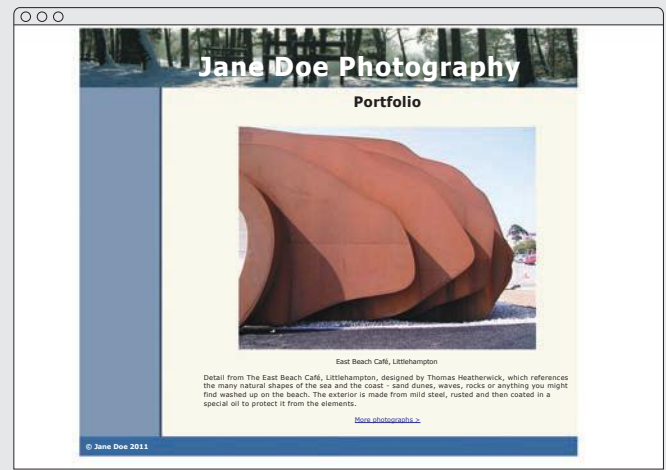 Jane Doe Photography
Portfolio
East Beach Café, Littlehampton
Detail from The East Beach Café, Littlehampton, designed by Thomas Heatherwick, which references
the many natural shapes of the sea and the coast - sand dunes, waves, rocks or anything you might
find washed up on the beach. The exterior is made from mild steel, rusted and then coated in a
special oil to protect it from the elements.
More photographs >
© Jane Doe 2011